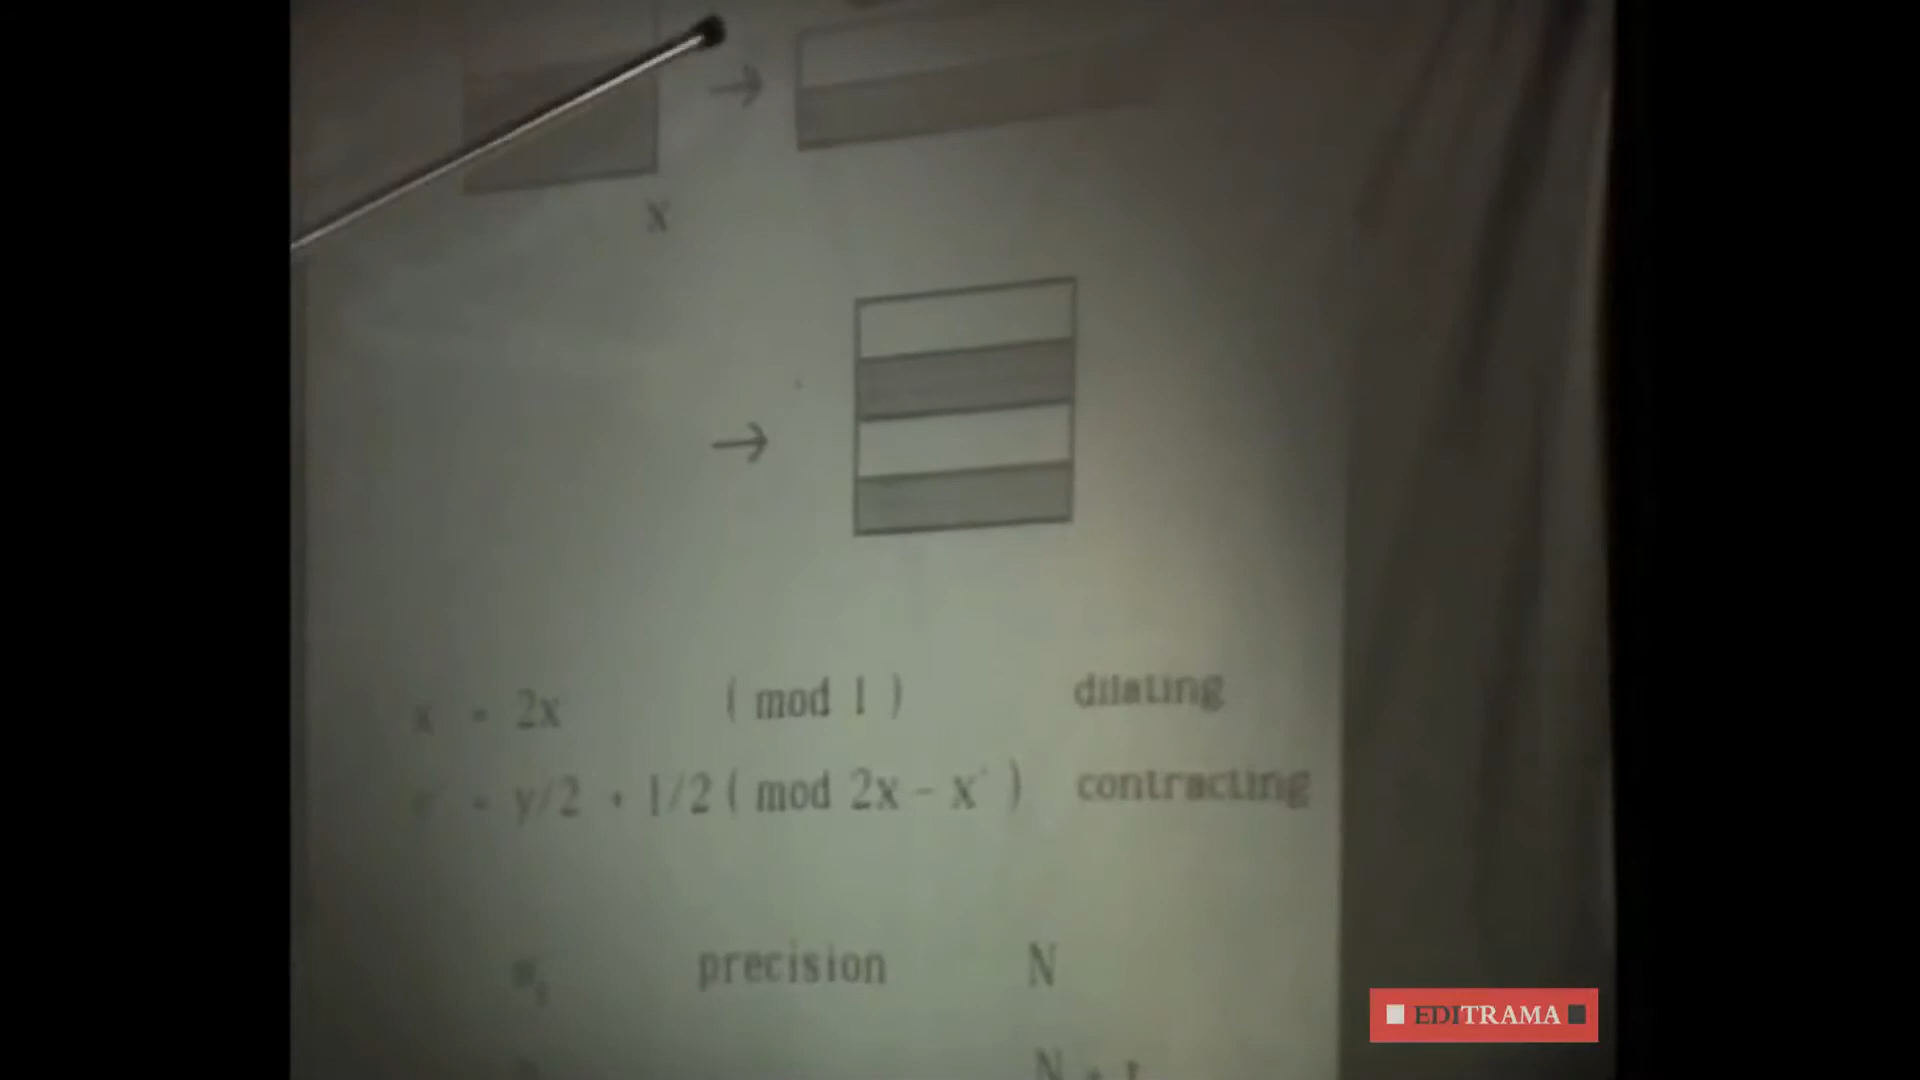 x
x = 2x ( mod 1 ) dilating
= y/2 + 1/2 ( mod 2x - x' ) contracting
precision N
N + t
EDITRAMA